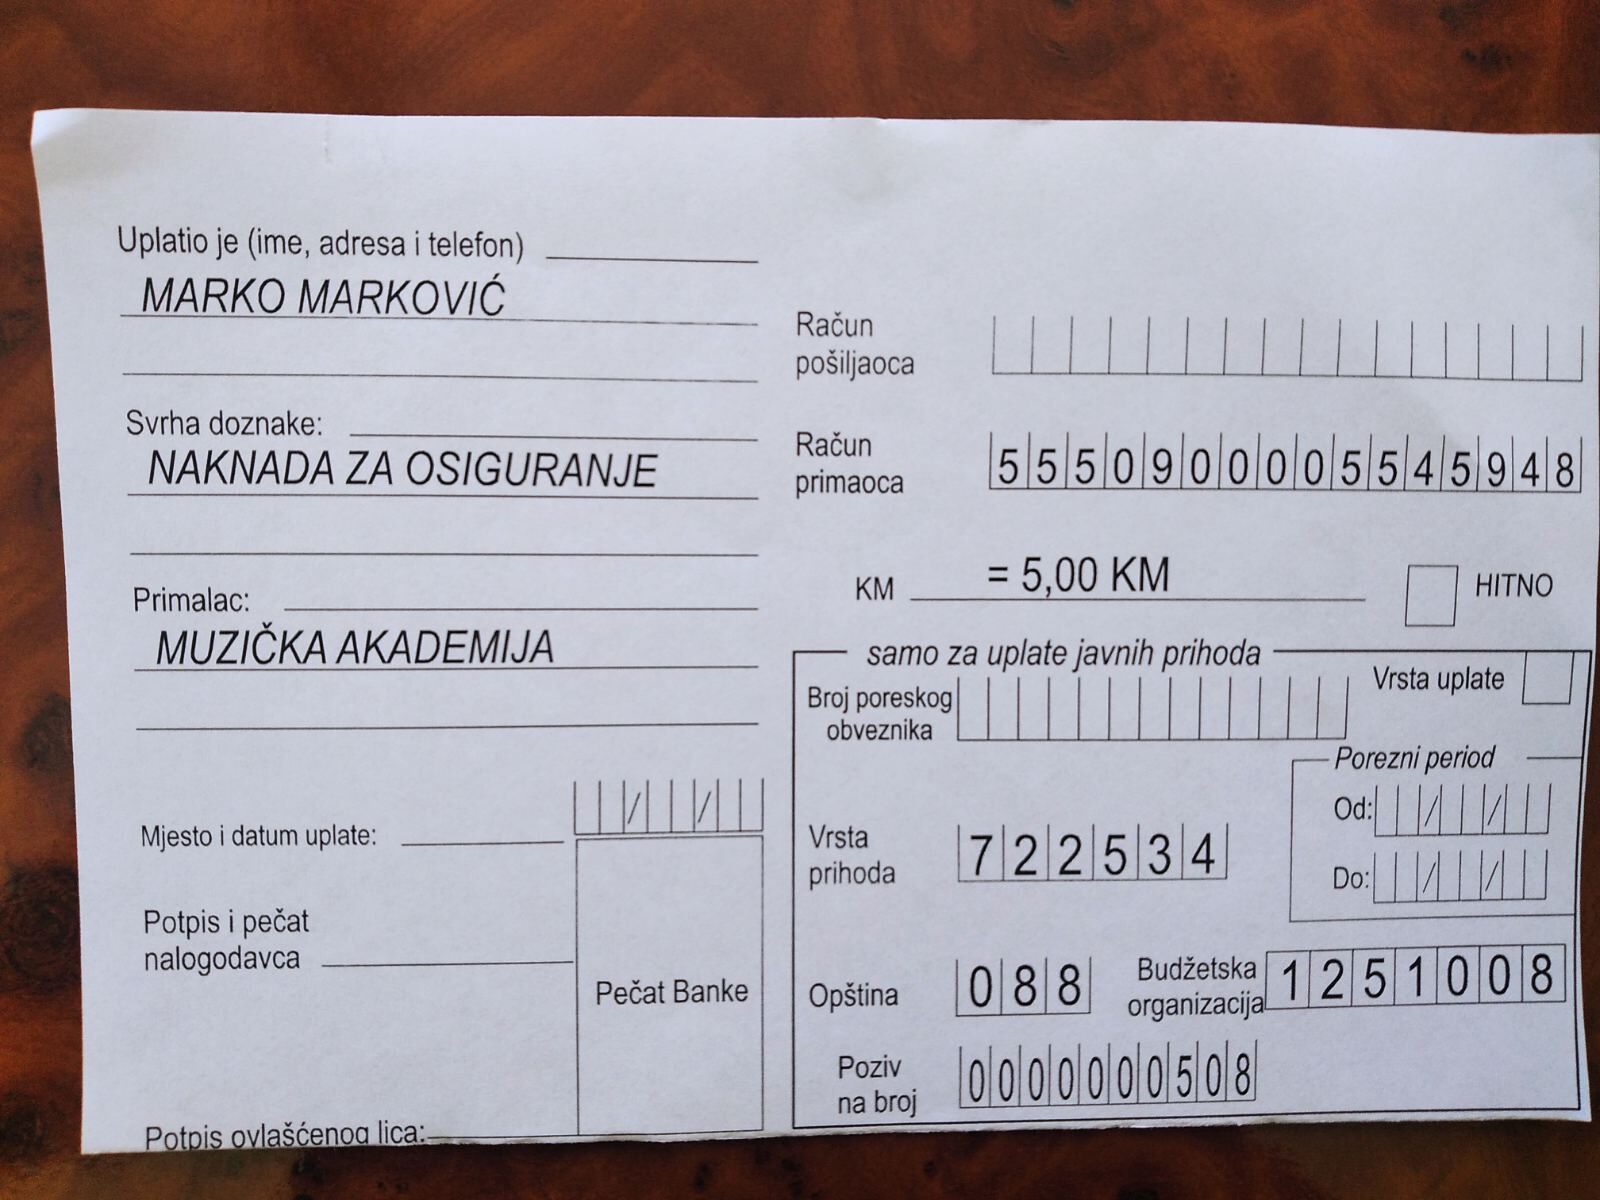 Uplatio je (ime, adresa i telefon)
MARKO MARKOVIĆ
Svrha doznake:
NAKNADA ZA OSIGURANJE
Primalac:
MUZIČKA AKADEMIJA
Mjesto i datum uplate: / /
Potpis i pečat
nalogodavca
Pečat Banke
Potpis ovlašćenog lica:
Račun
pošiljaoca
Račun
primaoca 5550900005545948
KM = 5,00 KM HITNO
samo za uplate javnih prihoda
Broj poreskog
obveznika
Vrsta uplate
Porezni period
Od: / /
Do: / /
Vrsta
prihoda 722534
Opština 088
Budžetska
organizacija 1251008
Poziv
na broj 0000000508